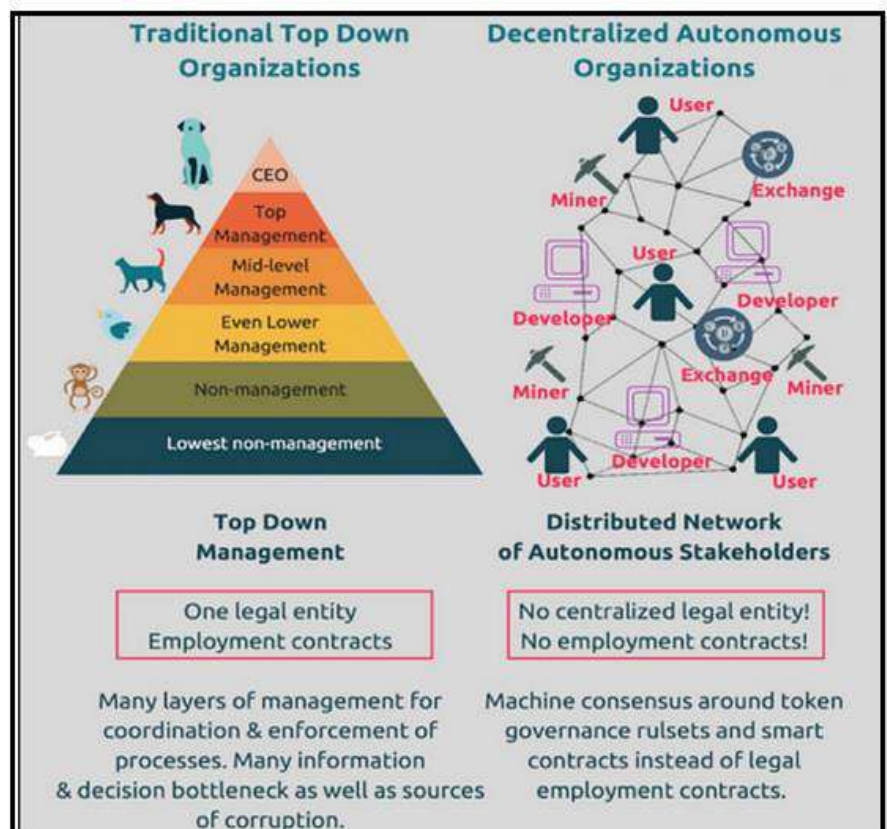 Traditional Top Down
Organizations
CEO
Top
Management
Mid-level
Management
Even Lower
Management
Non-management
Lowest non-management
Top Down
Management
One legal entity
Employment contracts
Many layers of management for
coordination & enforcement of
processes. Many information
& decision bottleneck as well as sources
of corruption.
Decentralized Autonomous
Organizations
User
Exchange
Miner
User
Developer
Developer
Exchange
Miner
Miner
Developer
User
User
Distributed Network
of Autonomous Stakeholders
No centralized legal entity!
No employment contracts!
Machine consensus around token
governance rulsets and smart
contracts instead of legal
employment contracts.